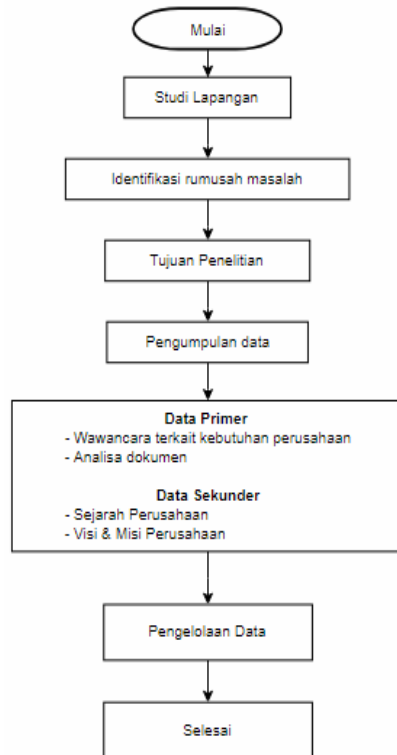 Mulai
Studi Lapangan
Identifikasi rumusah masalah
Tujuan Penelitian
Pengumpulan data
Data Primer
- Wawancara terkait kebutuhan perusahaan
- Analisa dokumen
Data Sekunder
- Sejarah Perusahaan
- Visi & Misi Perusahaan
Pengelolaan Data
Selesai